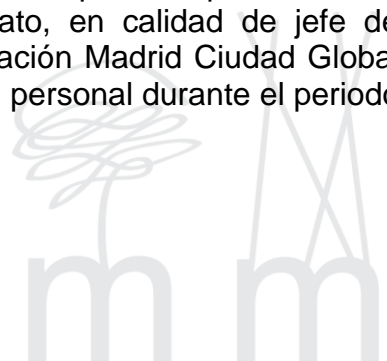 ato, en calidad de jefe de
ación Madrid Ciudad Globa
personal durante el periodo
m m